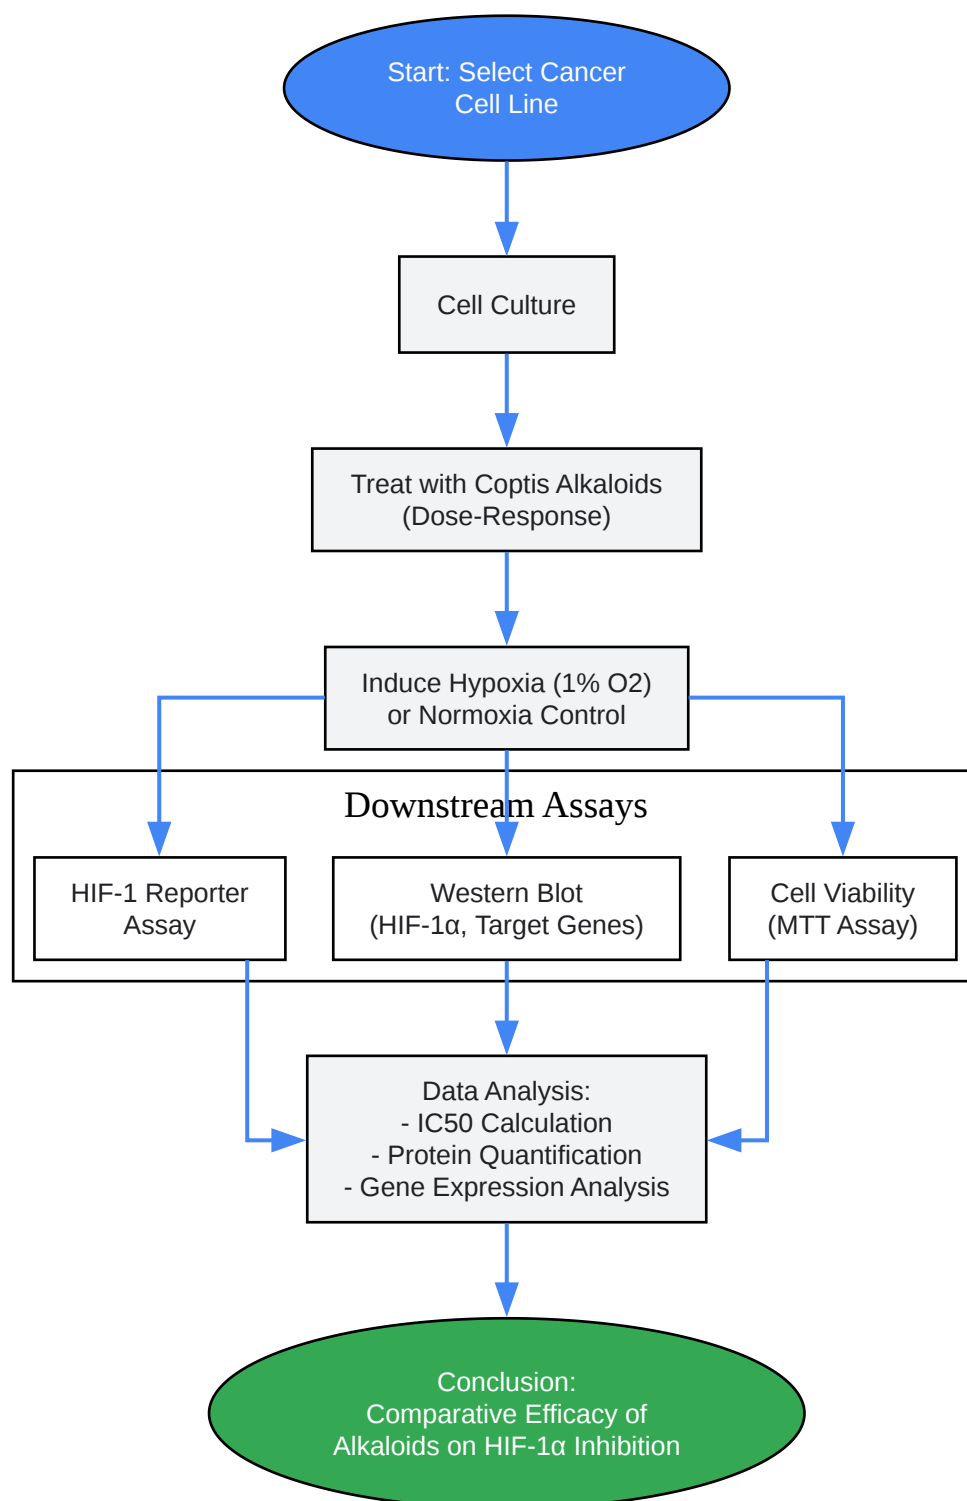 Start: Select Cancer
Cell Line
Cell Culture
Treat with Coptis Alkaloids
(Dose-Response)
Induce Hypoxia (1% O2)
or Normoxia Control
Downstream Assays
HIF-1 Reporter
Assay
Western Blot
(HIF-1α, Target Genes)
Cell Viability
(MTT Assay)
Data Analysis:
- IC50 Calculation
- Protein Quantification
- Gene Expression Analysis
Conclusion:
Comparative Efficacy of
Alkaloids on HIF-1α Inhibition